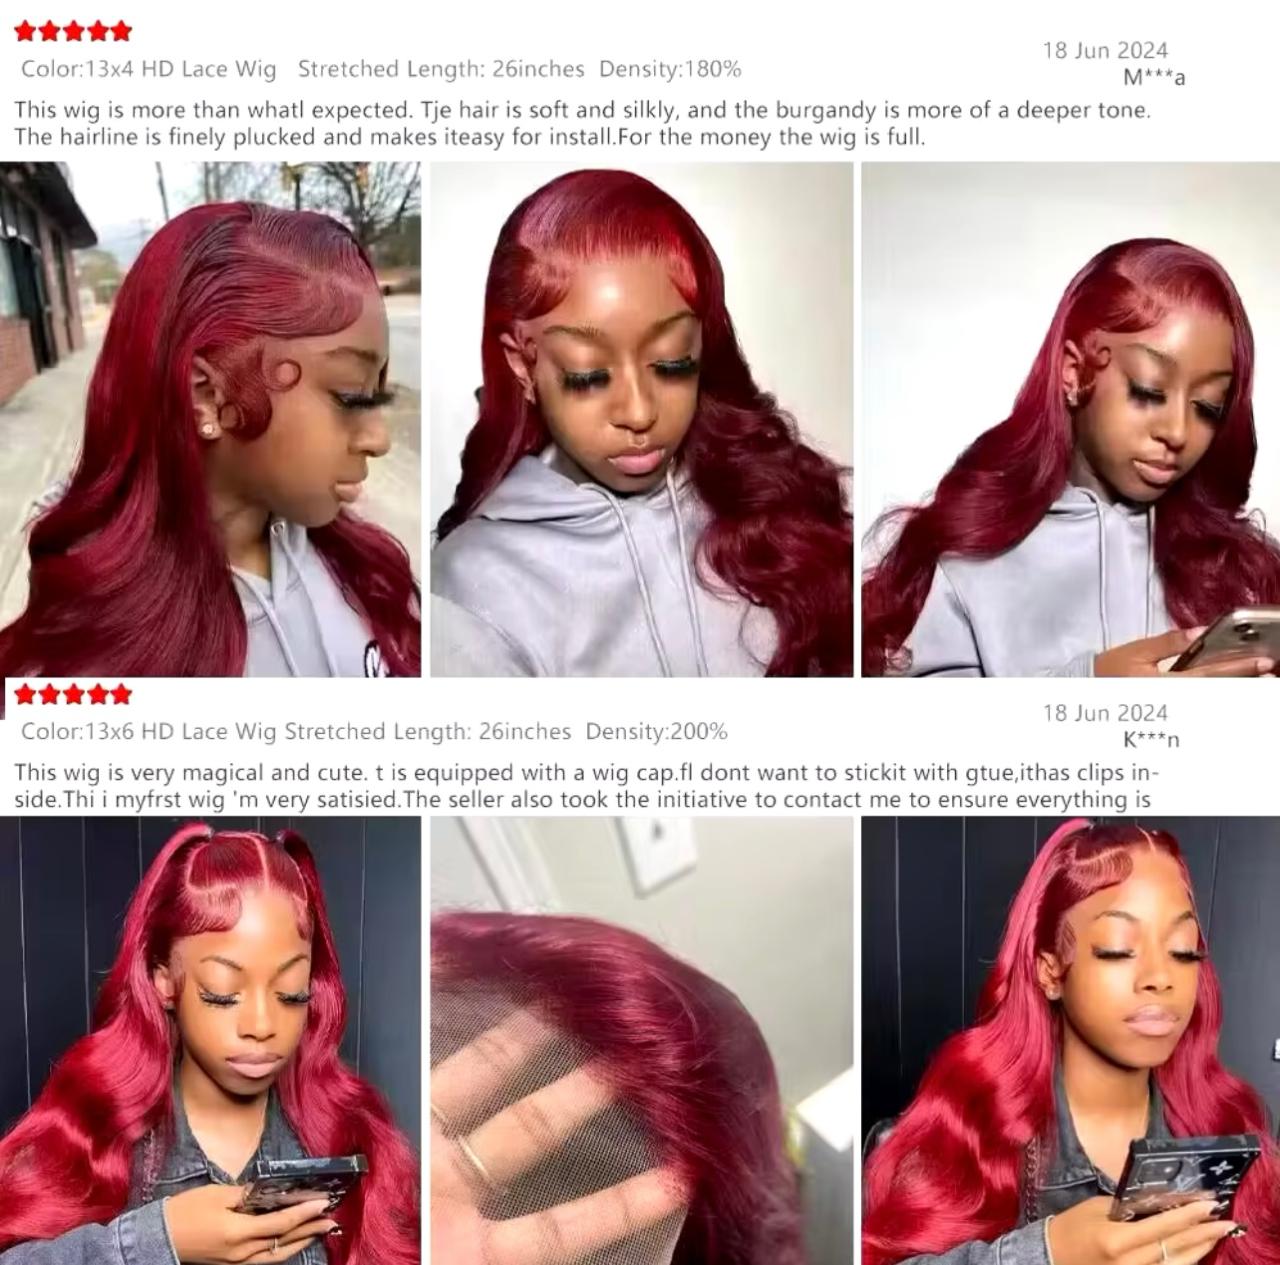 Color:13x4 HD Lace Wig Stretched Length: 26inches Density:180%
18 Jun 2024
M***a
This wig is more than whatl expected. Tje hair is soft and silkly, and the burgandy is more of a deeper tone.
The hairline is finely plucked and makes iteasy for install.For the money the wig is full.
Color:13x6 HD Lace Wig Stretched Length: 26inches Density:200%
18 Jun 2024
K***n
This wig is very magical and cute. t is equipped with a wig cap.fl dont want to stickit with gtue,ithas clips in-
side.Thi i myfrst wig 'm very satisied.The seller also took the initiative to contact me to ensure everything is